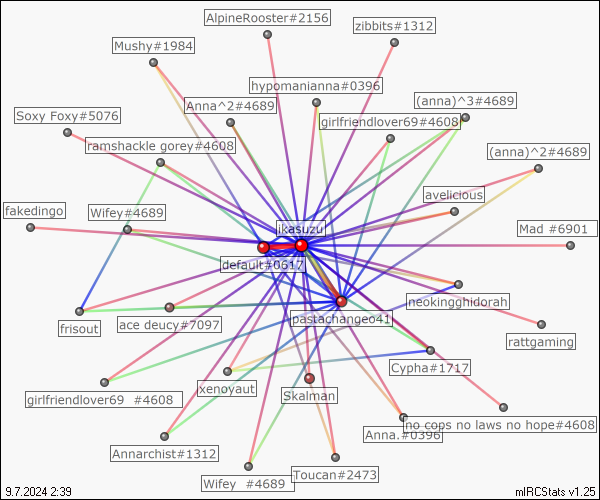 AlpineRooster#2156
zibbits#1312
Mushy#1984
hypomanianna#0396
Anna^2#4689
(anna)^3#4689
Soxy Foxy#5076
girlfriendlover69#4608
ramshackle gorey#4608
(anna)^2#4689
avelicious
fakedingo
Wifey#4689
ikasuzu
Mad #6901
default#0617
neokingghidorah
pastachangeo41
frisout
ace deucy#7097
rattgaming
Cypha#1717
xenoyaut
girlfriendlover69 #4608
Skalman
no cops no laws no hope#4608
Anna.#0396
Annarchist#1312
Toucan#2473
Wifey #4689
9.7.2024 2:39
mIRCStats v1.25